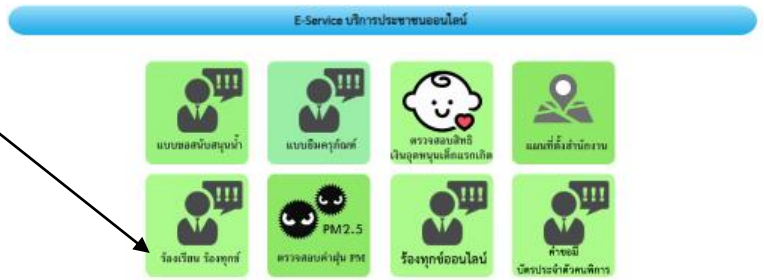 E-Service บริการประชาชนออนไลน์
!!!
!!!
แบบขอสนับสนุนน้ำ
แบบยืมครุภัณฑ์
ตรวจสอบสิทธิ
เงินอุดหนุนเด็กแรกเกิด
แผนที่ตั้งสำนักงาน
!!!
PM2.5
!!!
!!!
ร้องเรียน ร้องทุกข์
ตรวจสอบค่าฝุ่น PM
ร้องทุกข์ออนไลน์
คำขอมี
บัตรประจำตัวคนพิการ